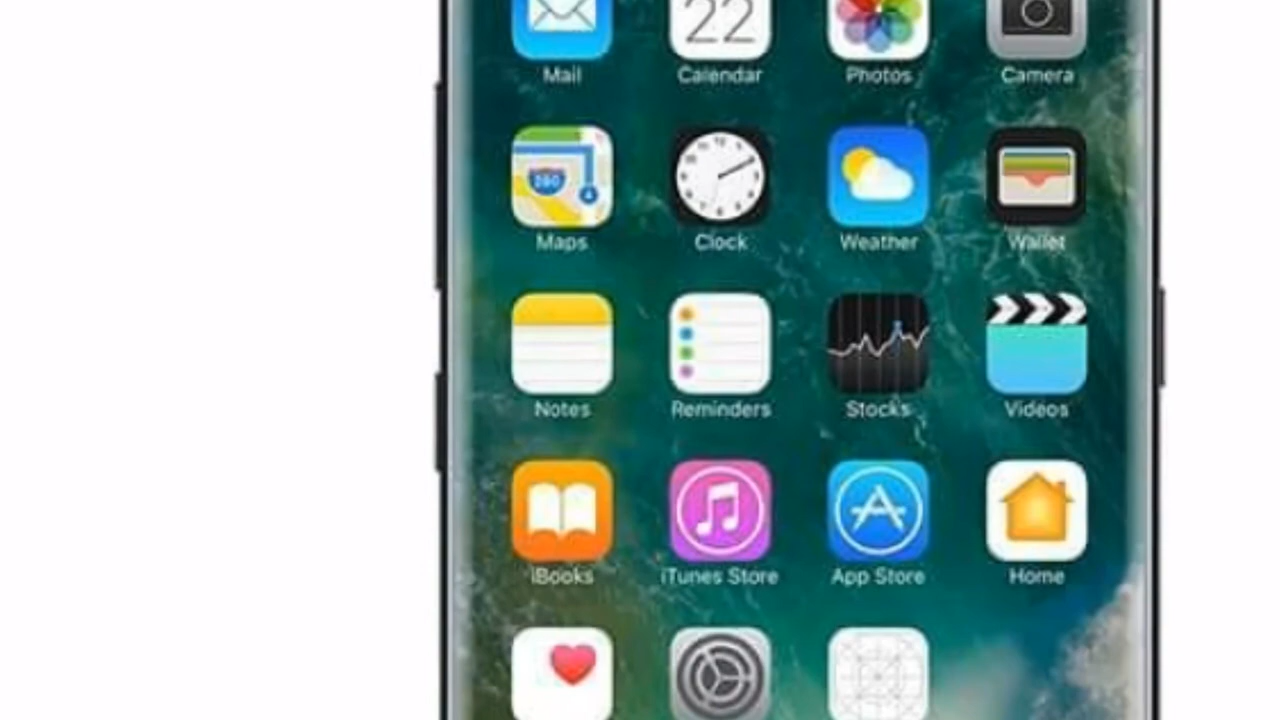 22
Mail Calendar Photos Camera
280
Maps Clock Weather Wallet
Notes Reminders Stocks Videos
iBooks iTunes Store App Store Home